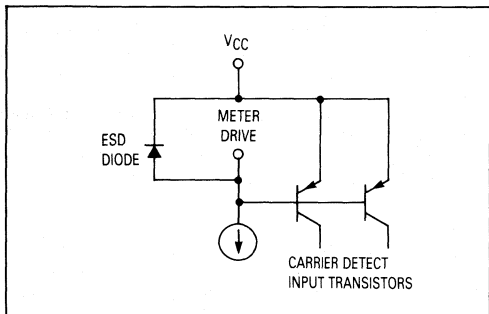 VCC
METER
DRIVE
ESD
DIODE
CARRIER DETECT
INPUT TRANSISTORS